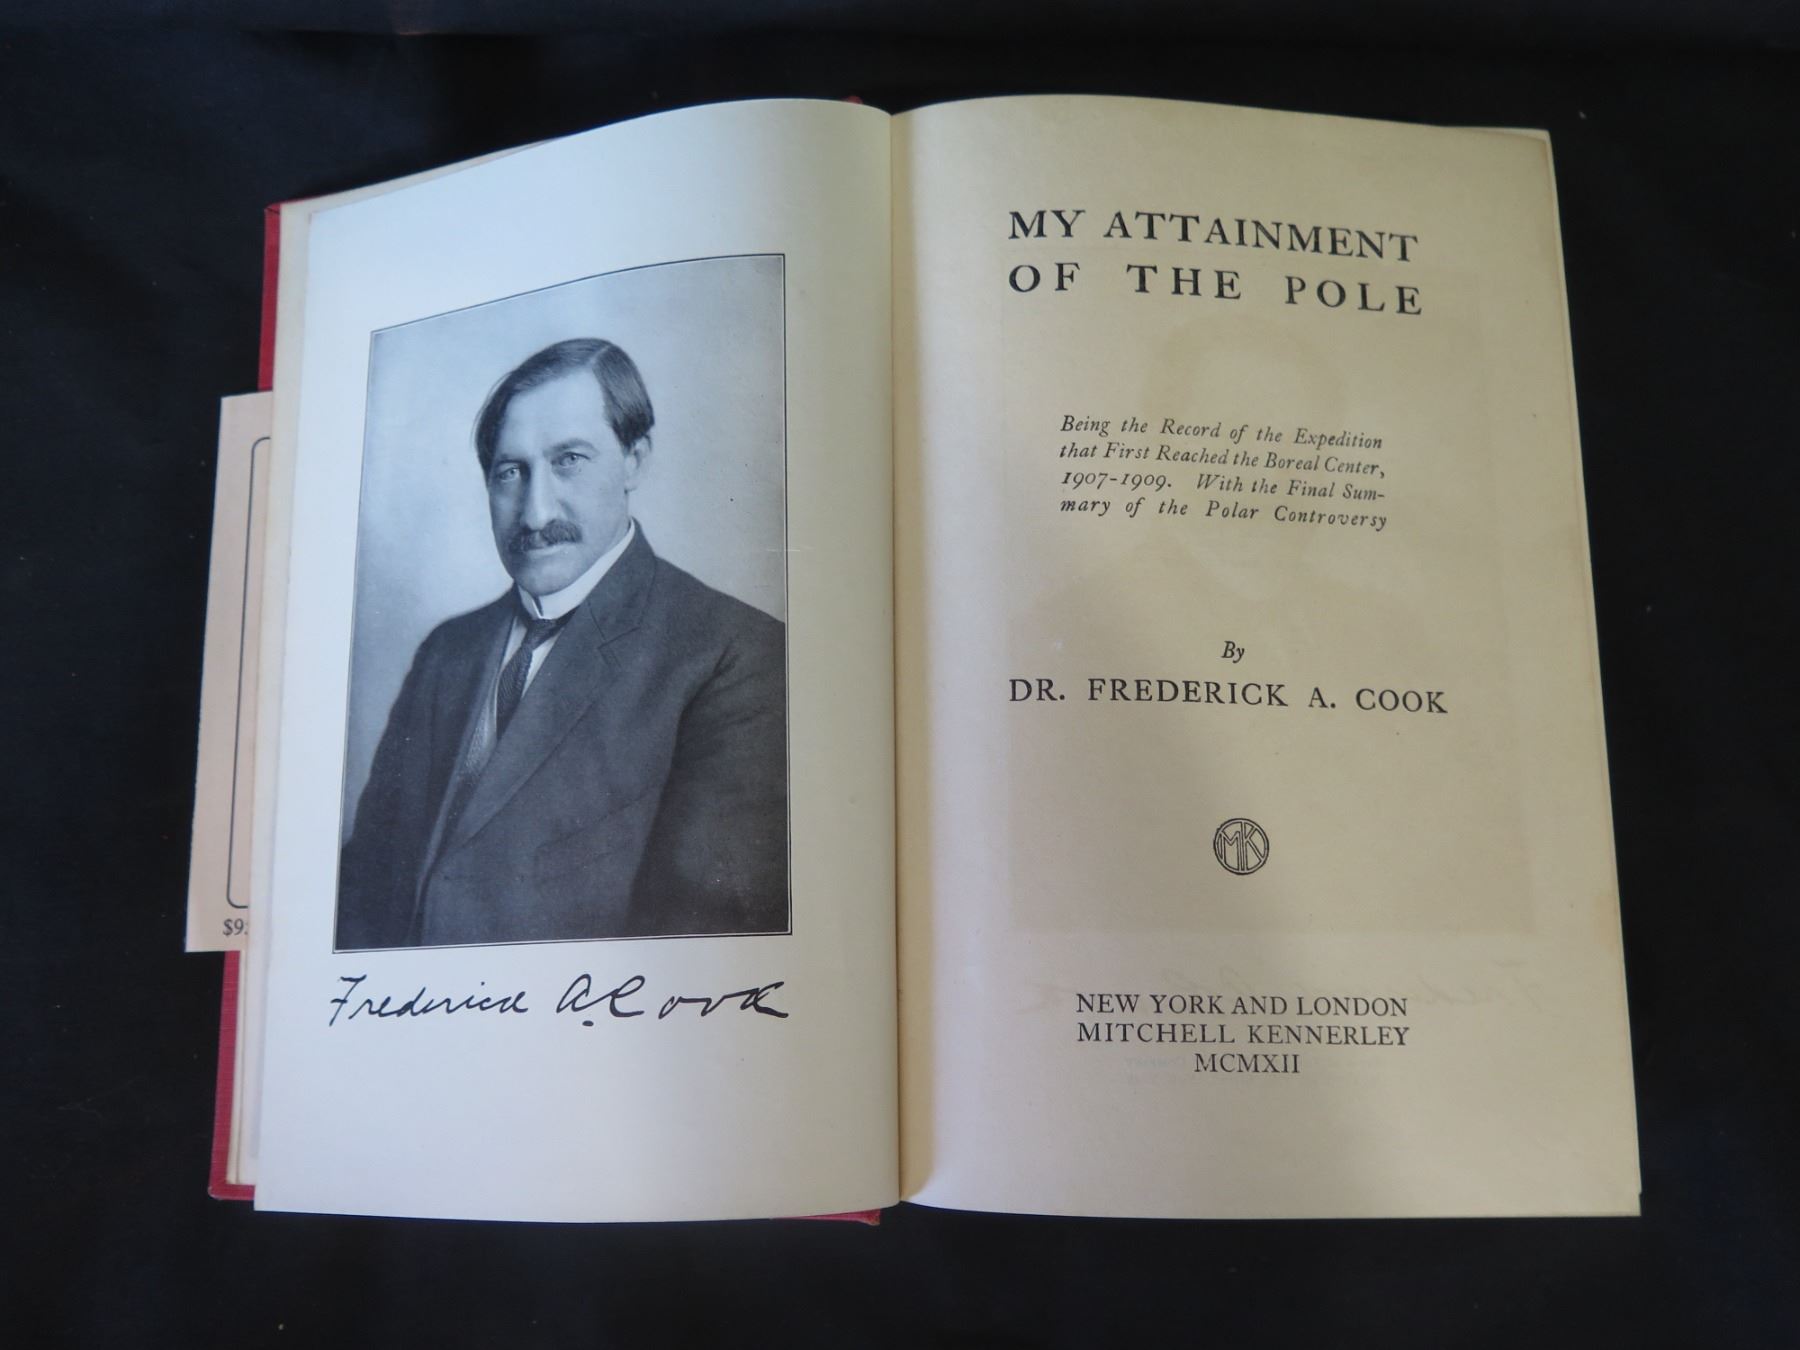 $9
Frederick A. Cook
MY ATTAINMENT
OF THE POLE
Being the Record of the Expedition
that First Reached the Boreal Center,
1907-1909. With the Final Sum-
mary of the Polar Controversy
By
DR. FREDERICK A. COOK
MK
NEW YORK AND LONDON
MITCHELL KENNERLEY
MCMXII